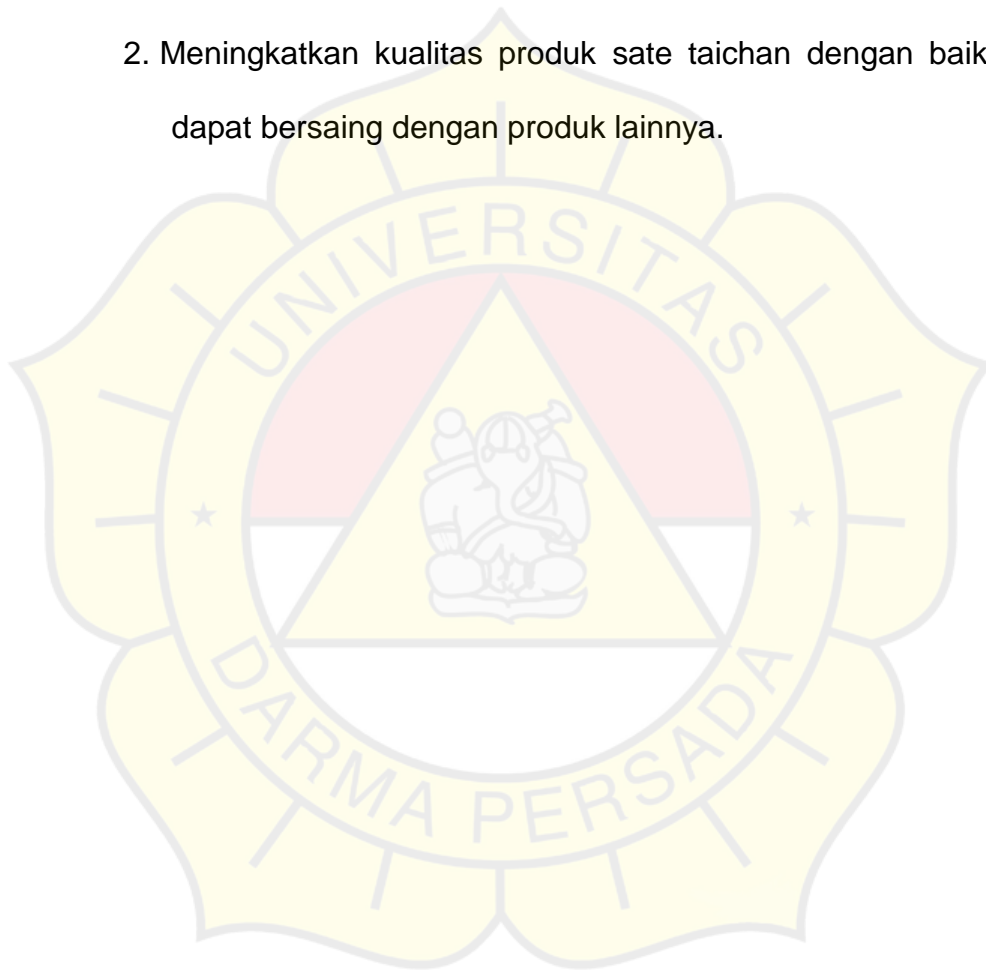 2. Meningkatkan kualitas produk sate taichan dengan baik
dapat bersaing dengan produk lainnya.
UNIVERSITAS
DARMA PERSADA